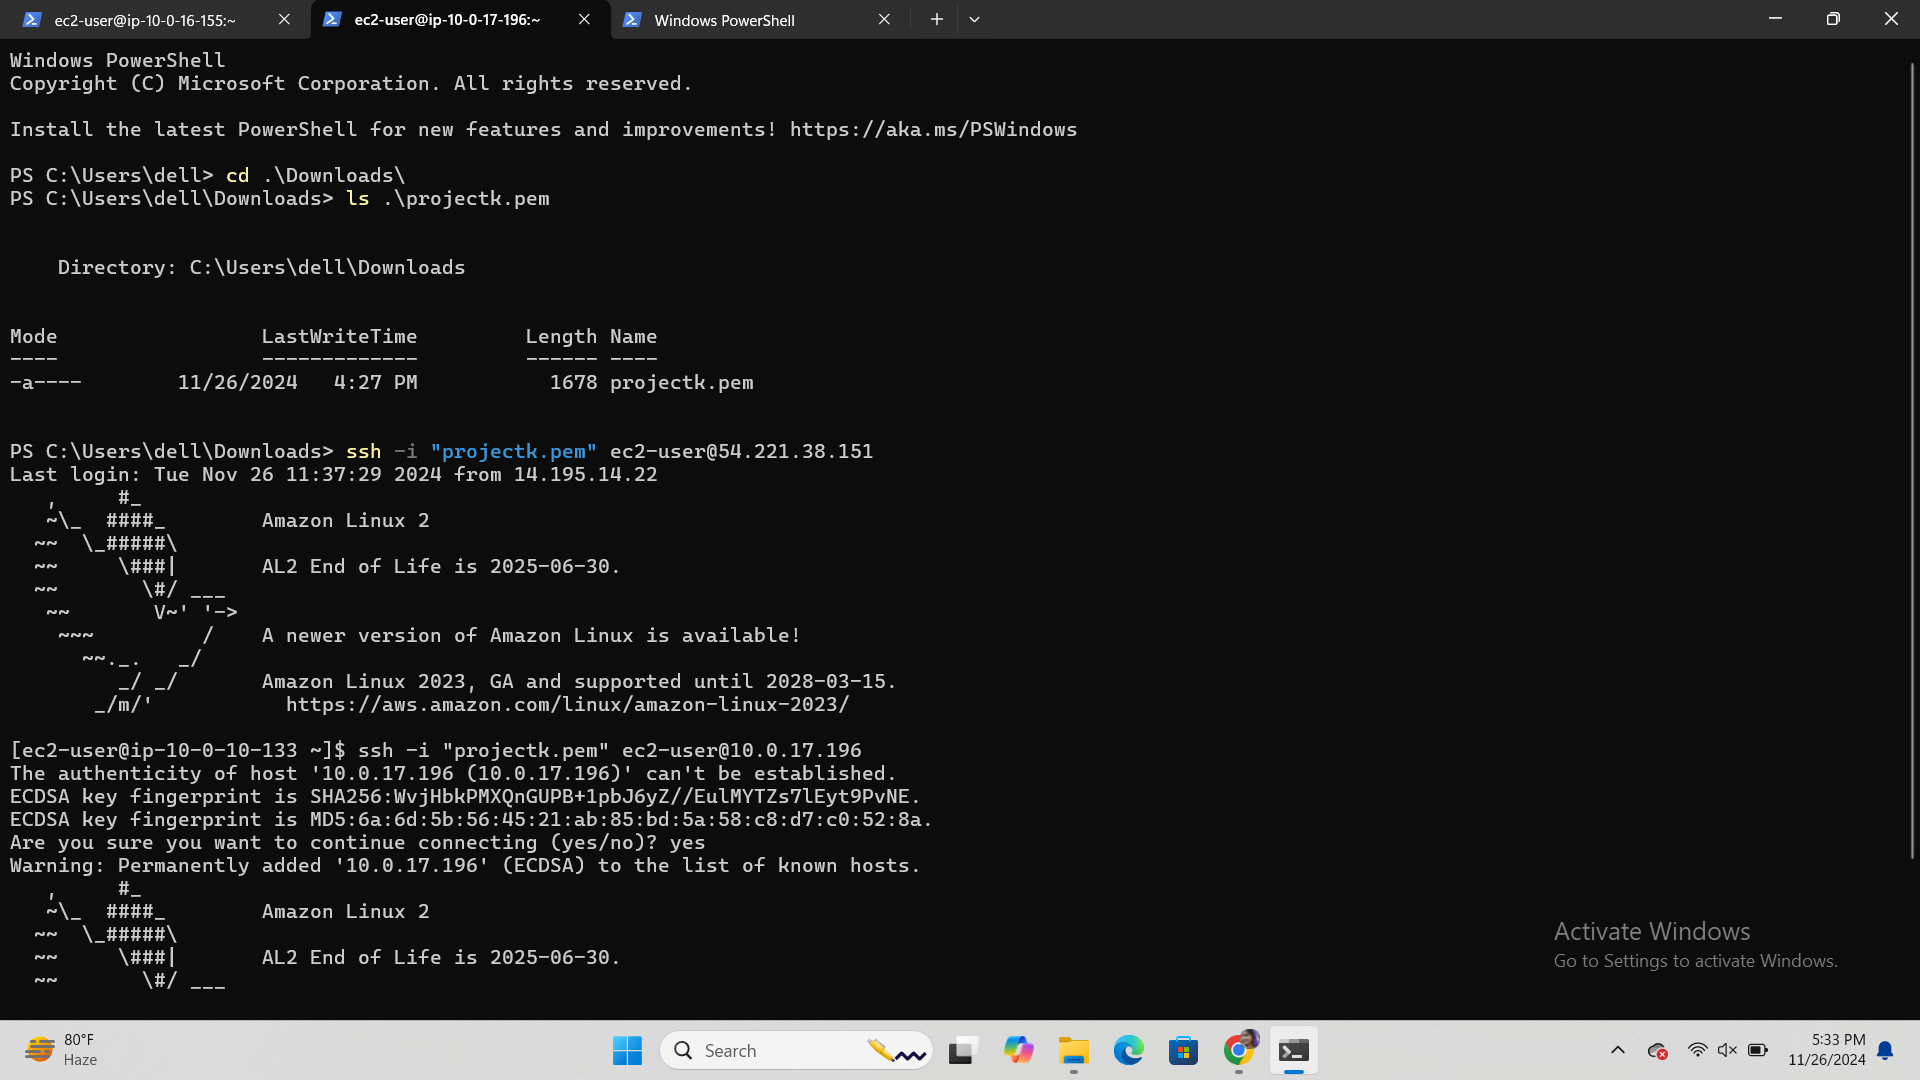 ec2-user@ip-10-0-16-155:~ ec2-user@ip-10-0-17-196:~ Windows PowerShell
Windows PowerShell
Copyright (C) Microsoft Corporation. All rights reserved.
Install the latest PowerShell for new features and improvements! https://aka.ms/PSWindows
PS C:\Users\dell> cd .\Downloads\
PS C:\Users\dell\Downloads> ls .\projectk.pem
    Directory: C:\Users\dell\Downloads
Mode                 LastWriteTime         Length Name
----                 -------------         ------ ----
-a----        11/26/2024   4:27 PM           1678 projectk.pem
PS C:\Users\dell\Downloads> ssh -i "projectk.pem" ec2-user@54.221.38.151
Last login: Tue Nov 26 11:37:29 2024 from 14.195.14.22
   ,     #_
   ~\_  ####_        Amazon Linux 2
  ~~  \_#####\
  ~~     \###|       AL2 End of Life is 2025-06-30.
  ~~       \#/ ___
   ~~       V~' '->
    ~~~         /    A newer version of Amazon Linux is available!
      ~~._.   _/
         _/ _/       Amazon Linux 2023, GA and supported until 2028-03-15.
       _/m/'           https://aws.amazon.com/linux/amazon-linux-2023/
[ec2-user@ip-10-0-10-133 ~]$ ssh -i "projectk.pem" ec2-user@10.0.17.196
The authenticity of host '10.0.17.196 (10.0.17.196)' can't be established.
ECDSA key fingerprint is SHA256:WvjHbkPMXQnGUPB+1pbJ6yZ//EulMYTZs7lEyt9PvNE.
ECDSA key fingerprint is MD5:6a:6d:5b:56:45:21:ab:85:bd:5a:58:c8:d7:c0:52:8a.
Are you sure you want to continue connecting (yes/no)? yes
Warning: Permanently added '10.0.17.196' (ECDSA) to the list of known hosts.
   ,     #_
   ~\_  ####_        Amazon Linux 2
  ~~  \_#####\
  ~~     \###|       AL2 End of Life is 2025-06-30.
  ~~       \#/ ___
Activate Windows
Go to Settings to activate Windows.
80°F
Haze
Search
5:33 PM
11/26/2024